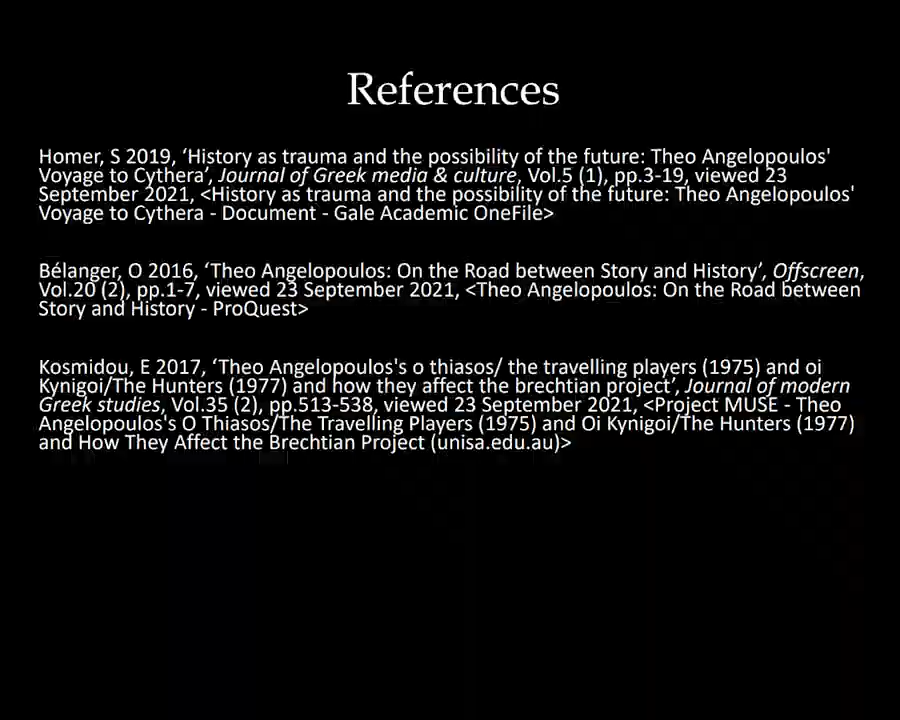 References
Homer, S 2019, ‘History as trauma and the possibility of the future: Theo Angelopoulos'
Voyage to Cythera’, Journal of Greek media & culture, Vol.5 (1), pp.3-19, viewed 23
September 2021, <History as trauma and the possibility of the future: Theo Angelopoulos'
Voyage to Cythera - Document - Gale Academic OneFile>
Bélanger, O 2016, ‘Theo Angelopoulos: On the Road between Story and History’, Offscreen,
Vol.20 (2), pp.1-7, viewed 23 September 2021, <Theo Angelopoulos: On the Road between
Story and History - ProQuest>
Kosmidou, E 2017, ‘Theo Angelopoulos's o thiasos/ the travelling players (1975) and oi
Kynigoi/The Hunters (1977) and how they affect the brechtian project’, Journal of modern
Greek studies, Vol.35 (2), pp.513-538, viewed 23 September 2021, <Project MUSE - Theo
Angelopoulos's O Thiasos/The Travelling Players (1975) and Oi Kynigoi/The Hunters (1977)
and How They Affect the Brechtian Project (unisa.edu.au)>